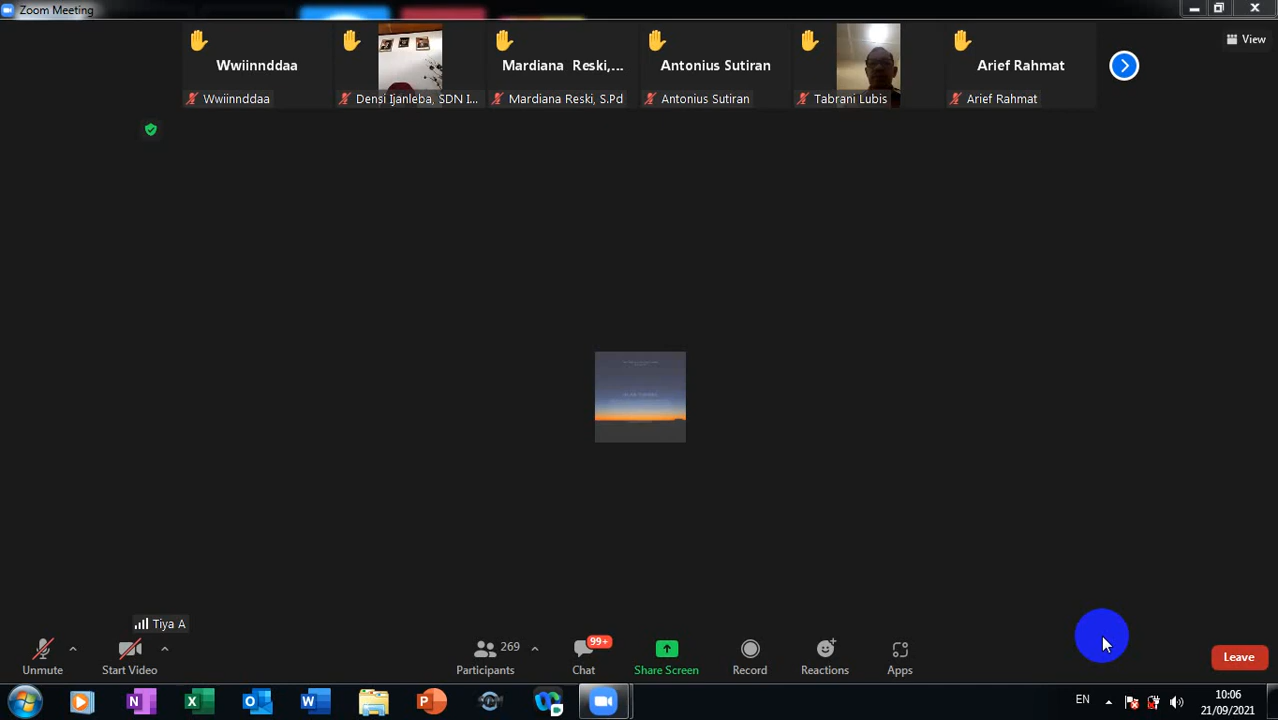 Zoom Meeting
View
Wwiinnddaa
Mardiana Reski,...
Antonius Sutiran
Arief Rahmat
Wwiinnddaa
Densi Ijanleba, SDN I...
Mardiana Reski, S.Pd
Antonius Sutiran
Tabrani Lubis
Arief Rahmat
Tiya A
Unmute
Start Video
269
Participants
99+
Chat
Share Screen
Record
Reactions
Apps
Leave
EN
10:06
21/09/2021